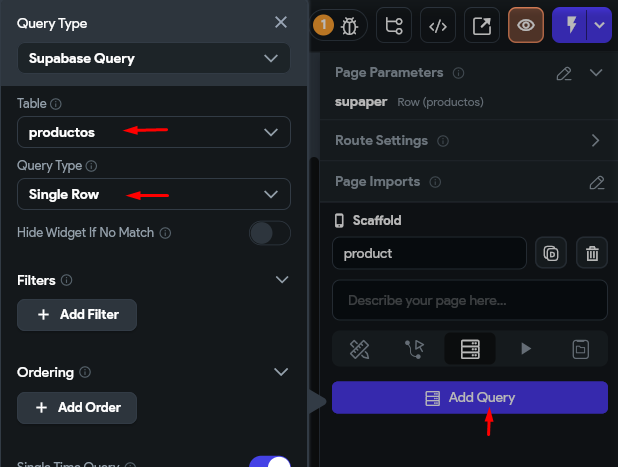 Query Type
Supabase Query
Table
productos
Query Type
Single Row
Hide Widget If No Match
Filters
+ Add Filter
Ordering
+ Add Order
Single Time Query
1
Page Parameters
supaper Row (productos)
Route Settings
Page Imports
Scaffold
product
Describe your page here...
Add Query